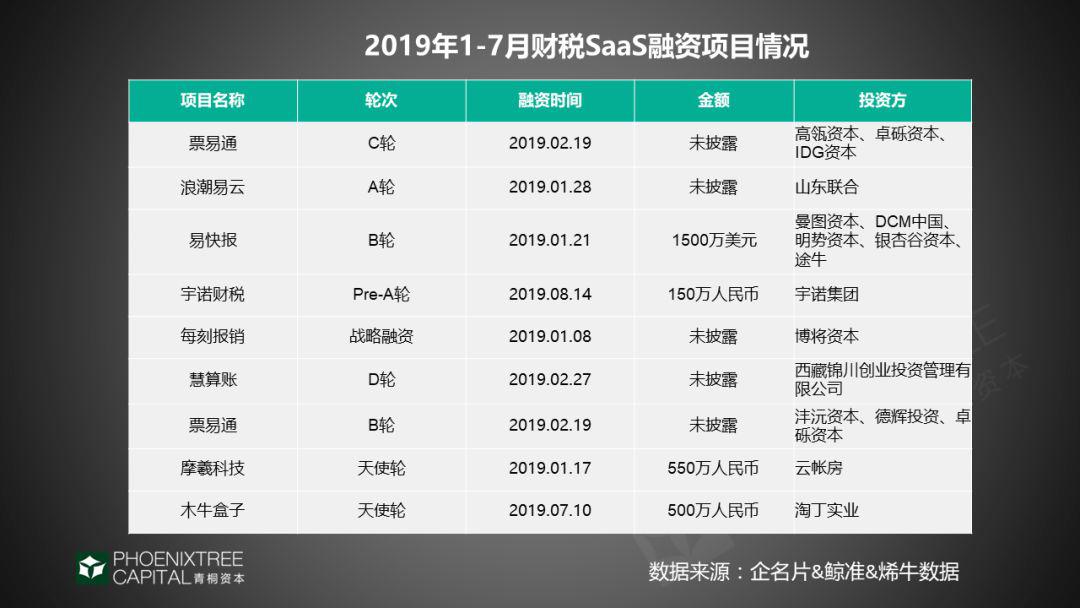 2019年1-7月财税SaaS融资项目情况
项目名称 轮次 融资时间 金额 投资方
票易通 C轮 2019.02.19 未披露 高瓴资本、卓砾资本、
IDG资本
浪潮易云 A轮 2019.01.28 未披露 山东联合
易快报 B轮 2019.01.21 1500万美元 曼图资本、DCM中国、
明势资本、银杏谷资本、
途牛
宇诺财税 Pre-A轮 2019.08.14 150万人民币 宇诺集团
每刻报销 战略融资 2019.01.08 未披露 博将资本
慧算账 D轮 2019.02.27 未披露 西藏锦川创业投资管理有
限公司
票易通 B轮 2019.02.19 未披露 沣沅资本、德辉投资、卓
砾资本
摩羲科技 天使轮 2019.01.17 550万人民币 云帐房
木牛盒子 天使轮 2019.07.10 500万人民币 淘丁实业
PHOENIXTREE
CAPITAL青桐资本
数据来源：企名片&鲸准&烯牛数据